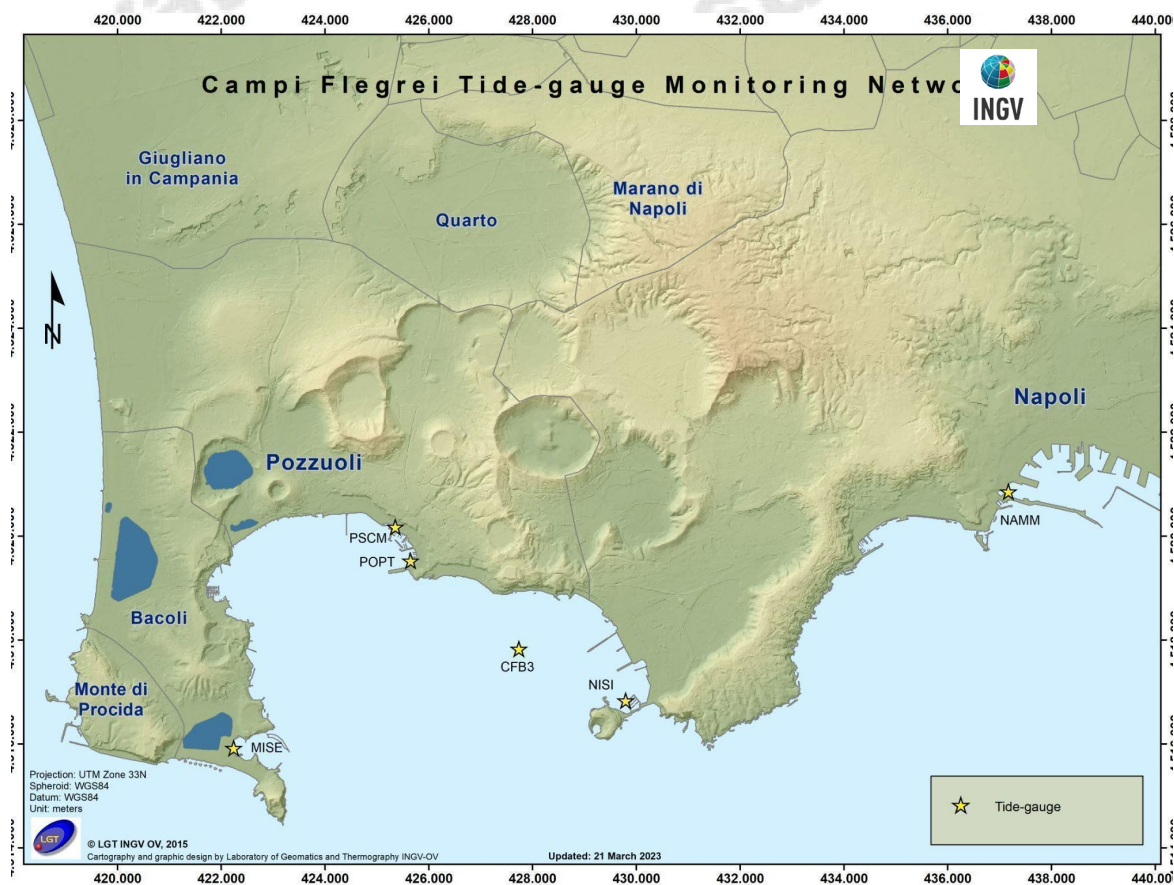 420.000 422.000 424.000 426.000 428.000 430.000 432.000 434.000 436.000 438.000 440.000
Campi Flegrei Tide-gauge Monitoring Netwo
INGV
Giugliano
in Campania
Marano di
Napoli
Quarto
N
Napoli
Pozzuoli
NAMM
PSCM
POPT
Bacoli
CFB3
NISI
Monte di
Procida
MISE
Projection: UTM Zone 33N
Spheroid: WGS84
Datum: WGS84
Unit: meters
Tide-gauge
LGT
© LGT INGV OV, 2015
Cartography and graphic design by Laboratory of Geomatics and Thermography INGV-OV
Updated: 21 March 2023
420.000 422.000 424.000 426.000 428.000 430.000 432.000 434.000 436.000 438.000 440.000